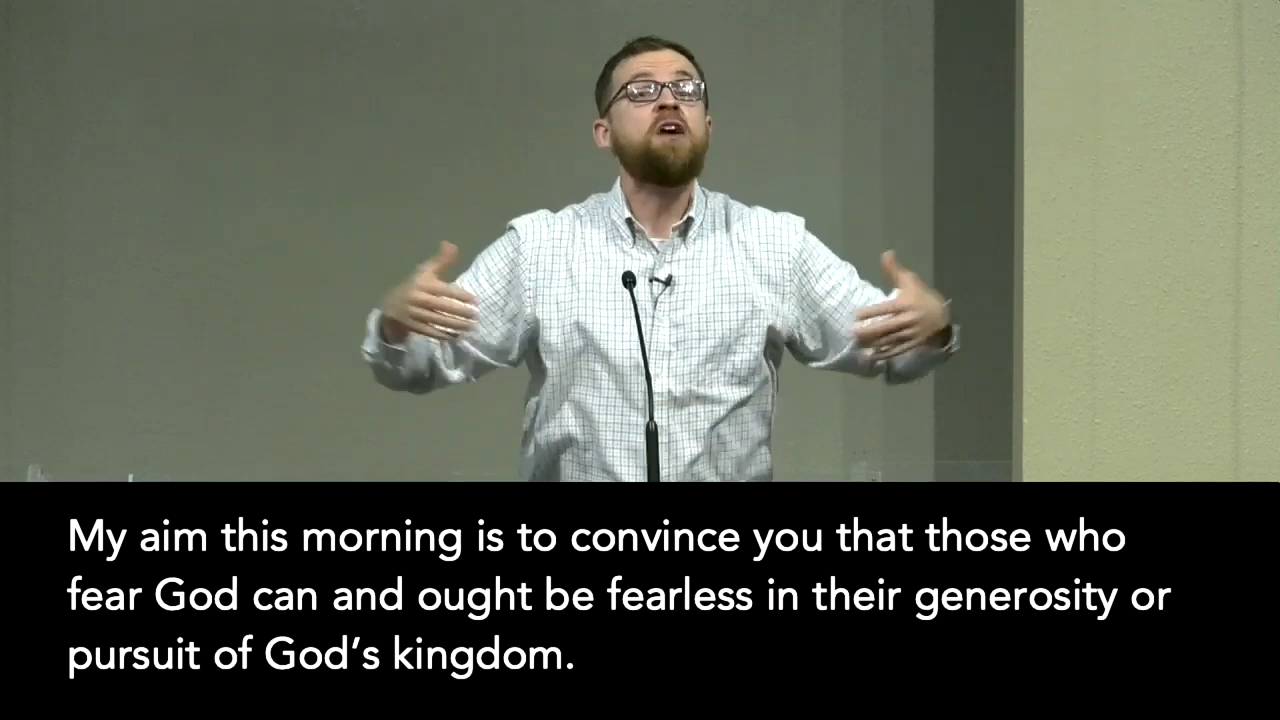 My aim this morning is to convince you that those who
fear God can and ought be fearless in their generosity or
pursuit of God’s kingdom.